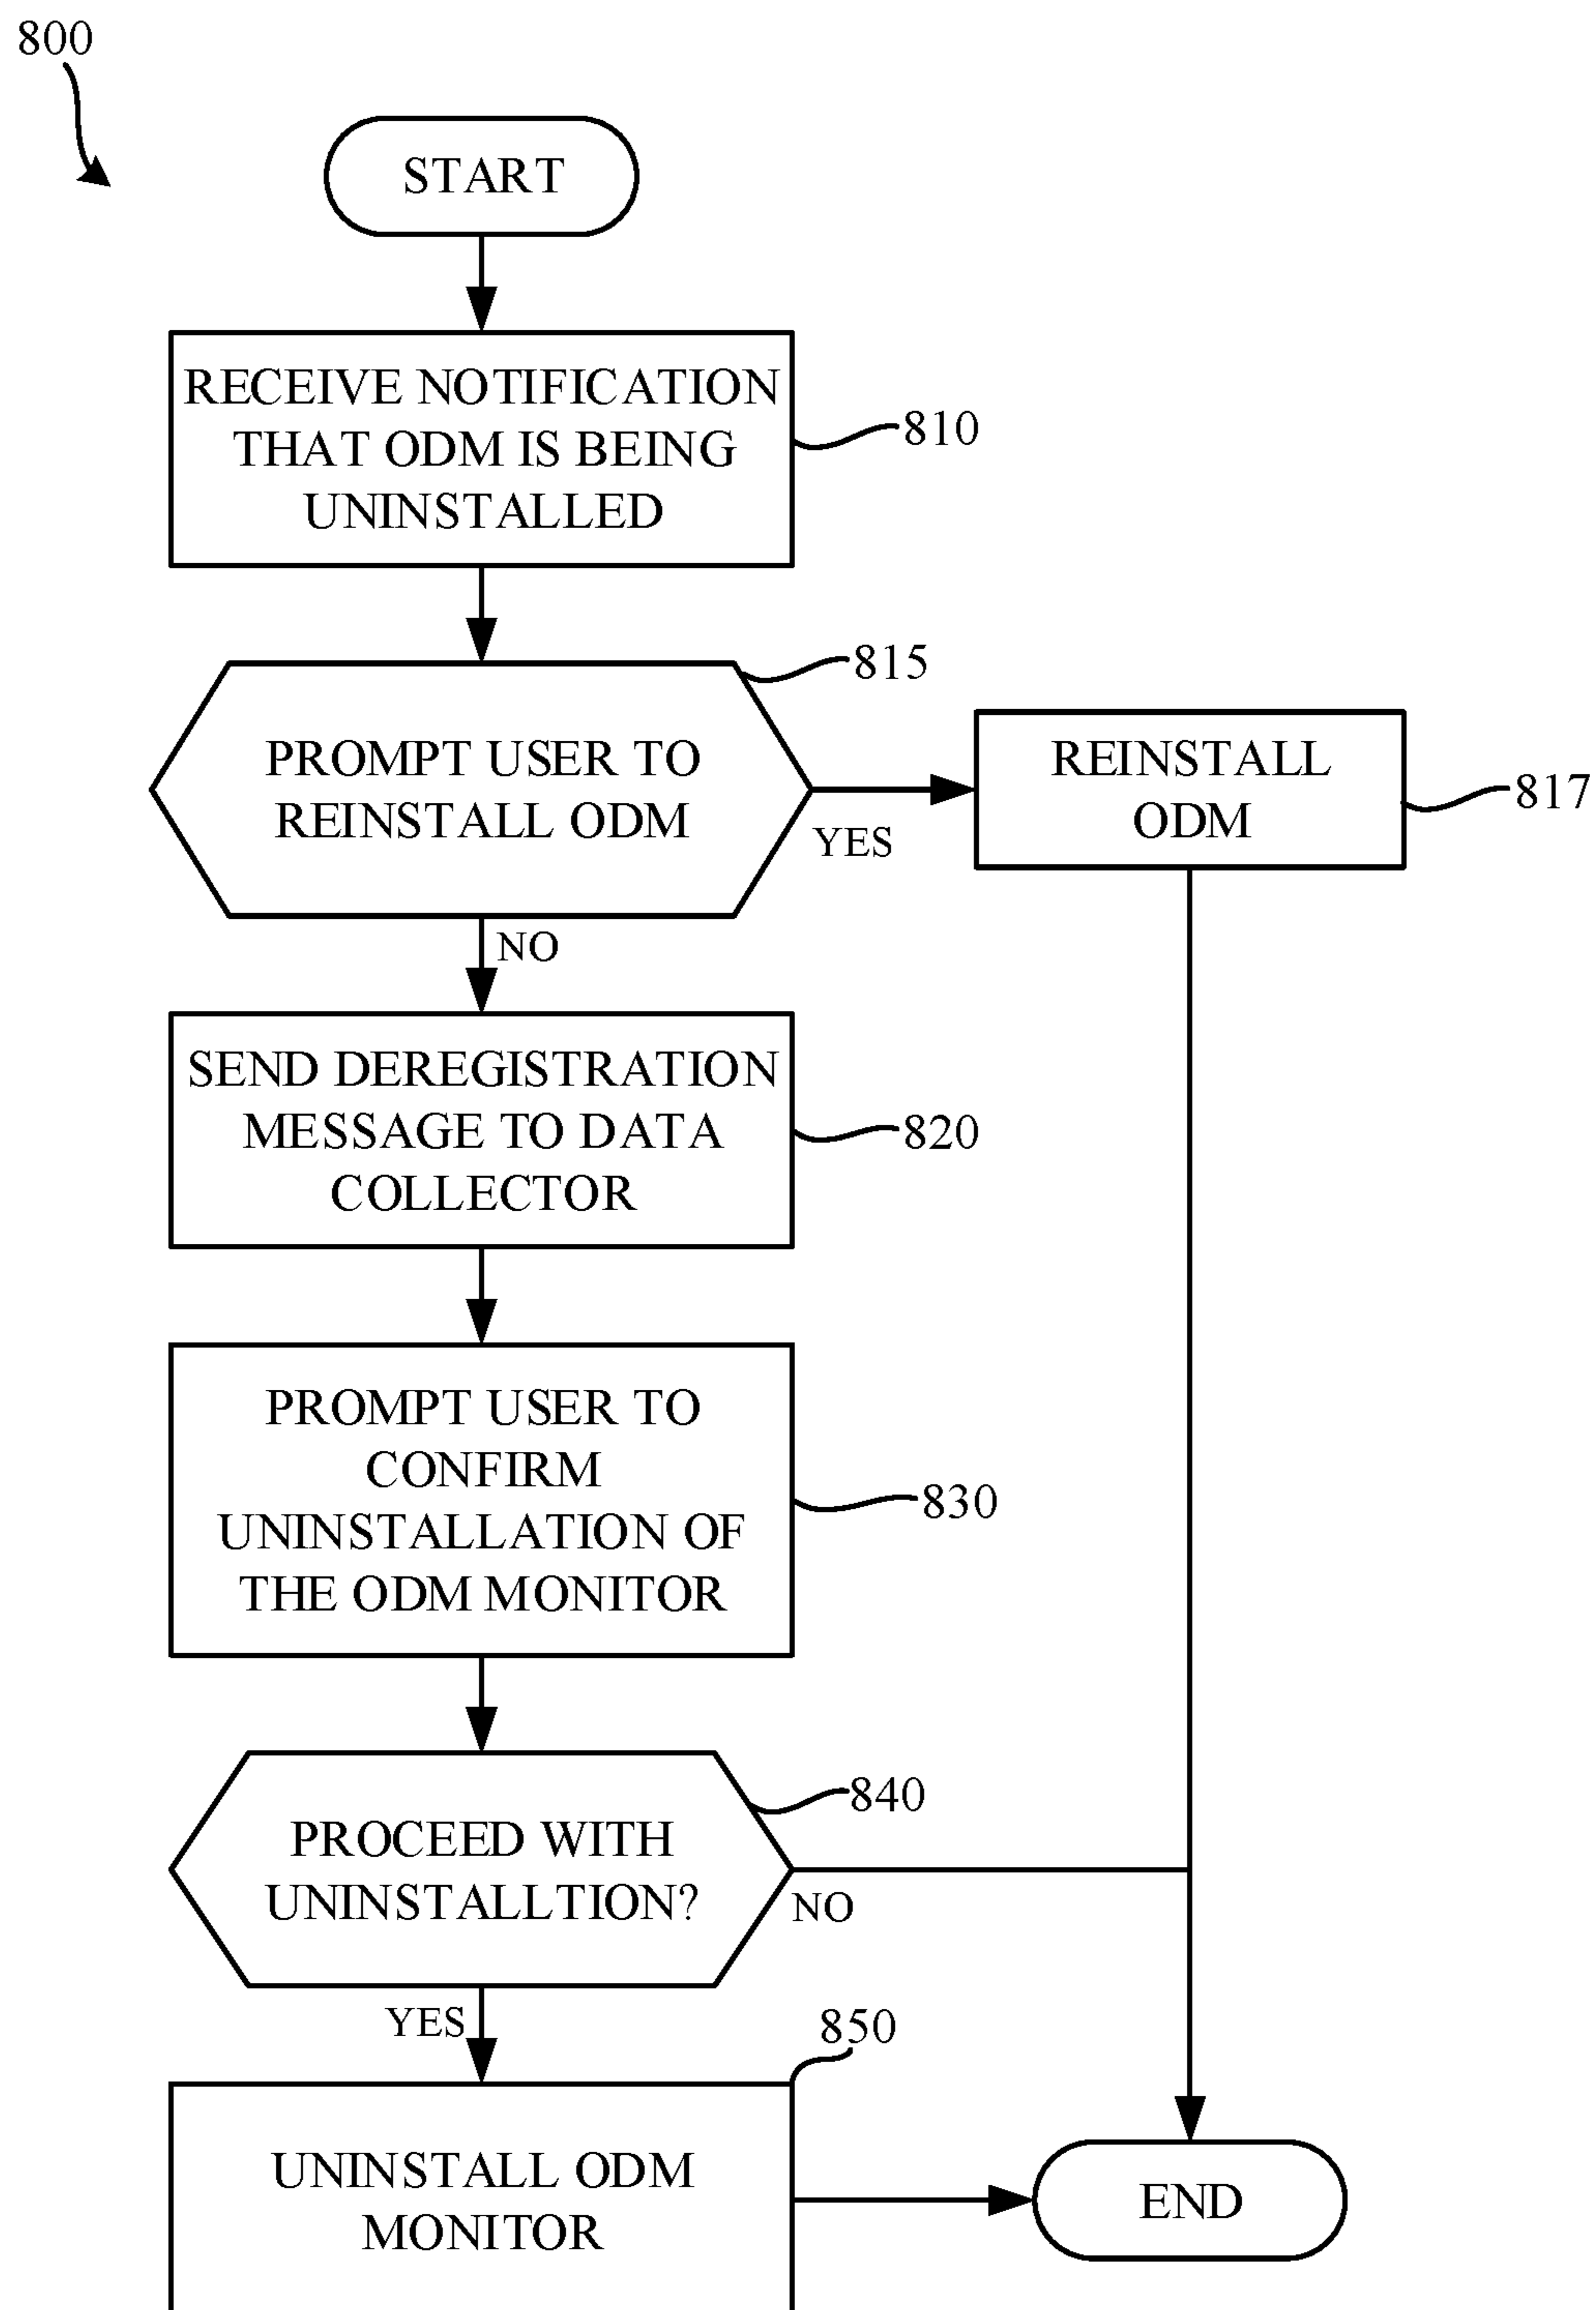 800
START
RECEIVE NOTIFICATION
THAT ODM IS BEING
UNINSTALLED
810
815
PROMPT USER TO
REINSTALL ODM
YES
REINSTALL
ODM
817
NO
SEND DEREGISTRATION
MESSAGE TO DATA
COLLECTOR
820
PROMPT USER TO
CONFIRM
UNINSTALLATION OF
THE ODM MONITOR
830
840
PROCEED WITH
UNINSTALLTION?
NO
YES
850
UNINSTALL ODM
MONITOR
END